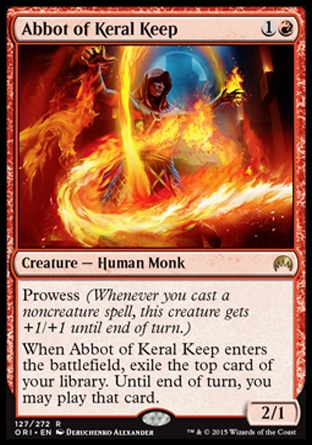 Abbot of Keral Keep 1
Creature — Human Monk
Prowess (Whenever you cast a
noncreature spell, this creature gets
+1/+1 until end of turn.)
When Abbot of Keral Keep enters
the battlefield, exile the top card
of your library. Until end of turn, you
may play that card.
2/1
127/272 R
ORI • EN DERUCHENKO ALEXANDER
™ & © 2015 Wizards of the Coast